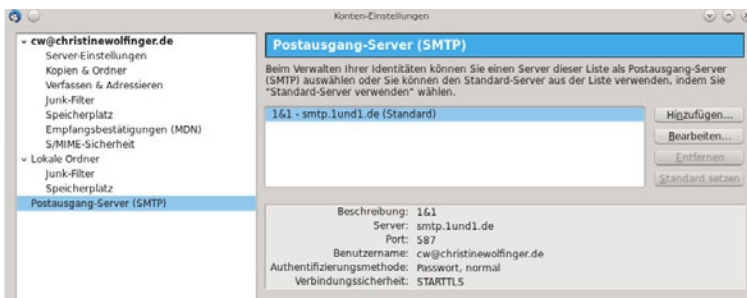 Konten-Einstellungen
cw@christinewolfinger.de
Server-Einstellungen
Kopien & Ordner
Verfassen & Adressieren
Junk-Filter
Speicherplatz
Empfangsbestätigungen (MDN)
S/MIME-Sicherheit
Lokale Ordner
Junk-Filter
Speicherplatz
Postausgang-Server (SMTP)
Postausgang-Server (SMTP)
Beim Verwalten Ihrer Identitäten können Sie einen Server dieser Liste als Postausgang-Server
(SMTP) auswählen oder Sie können den Standard-Server aus der Liste verwenden, indem Sie
"Standard-Server verwenden" wählen.
1&1 - smtp.1und1.de (Standard)
Hinzufügen...
Bearbeiten...
Entfernen
Standard setzen
Beschreibung: 1&1
Server: smtp.1und1.de
Port: 587
Benutzername: cw@christinewolfinger.de
Authentifizierungsmethode: Passwort, normal
Verbindungssicherheit: STARTTLS